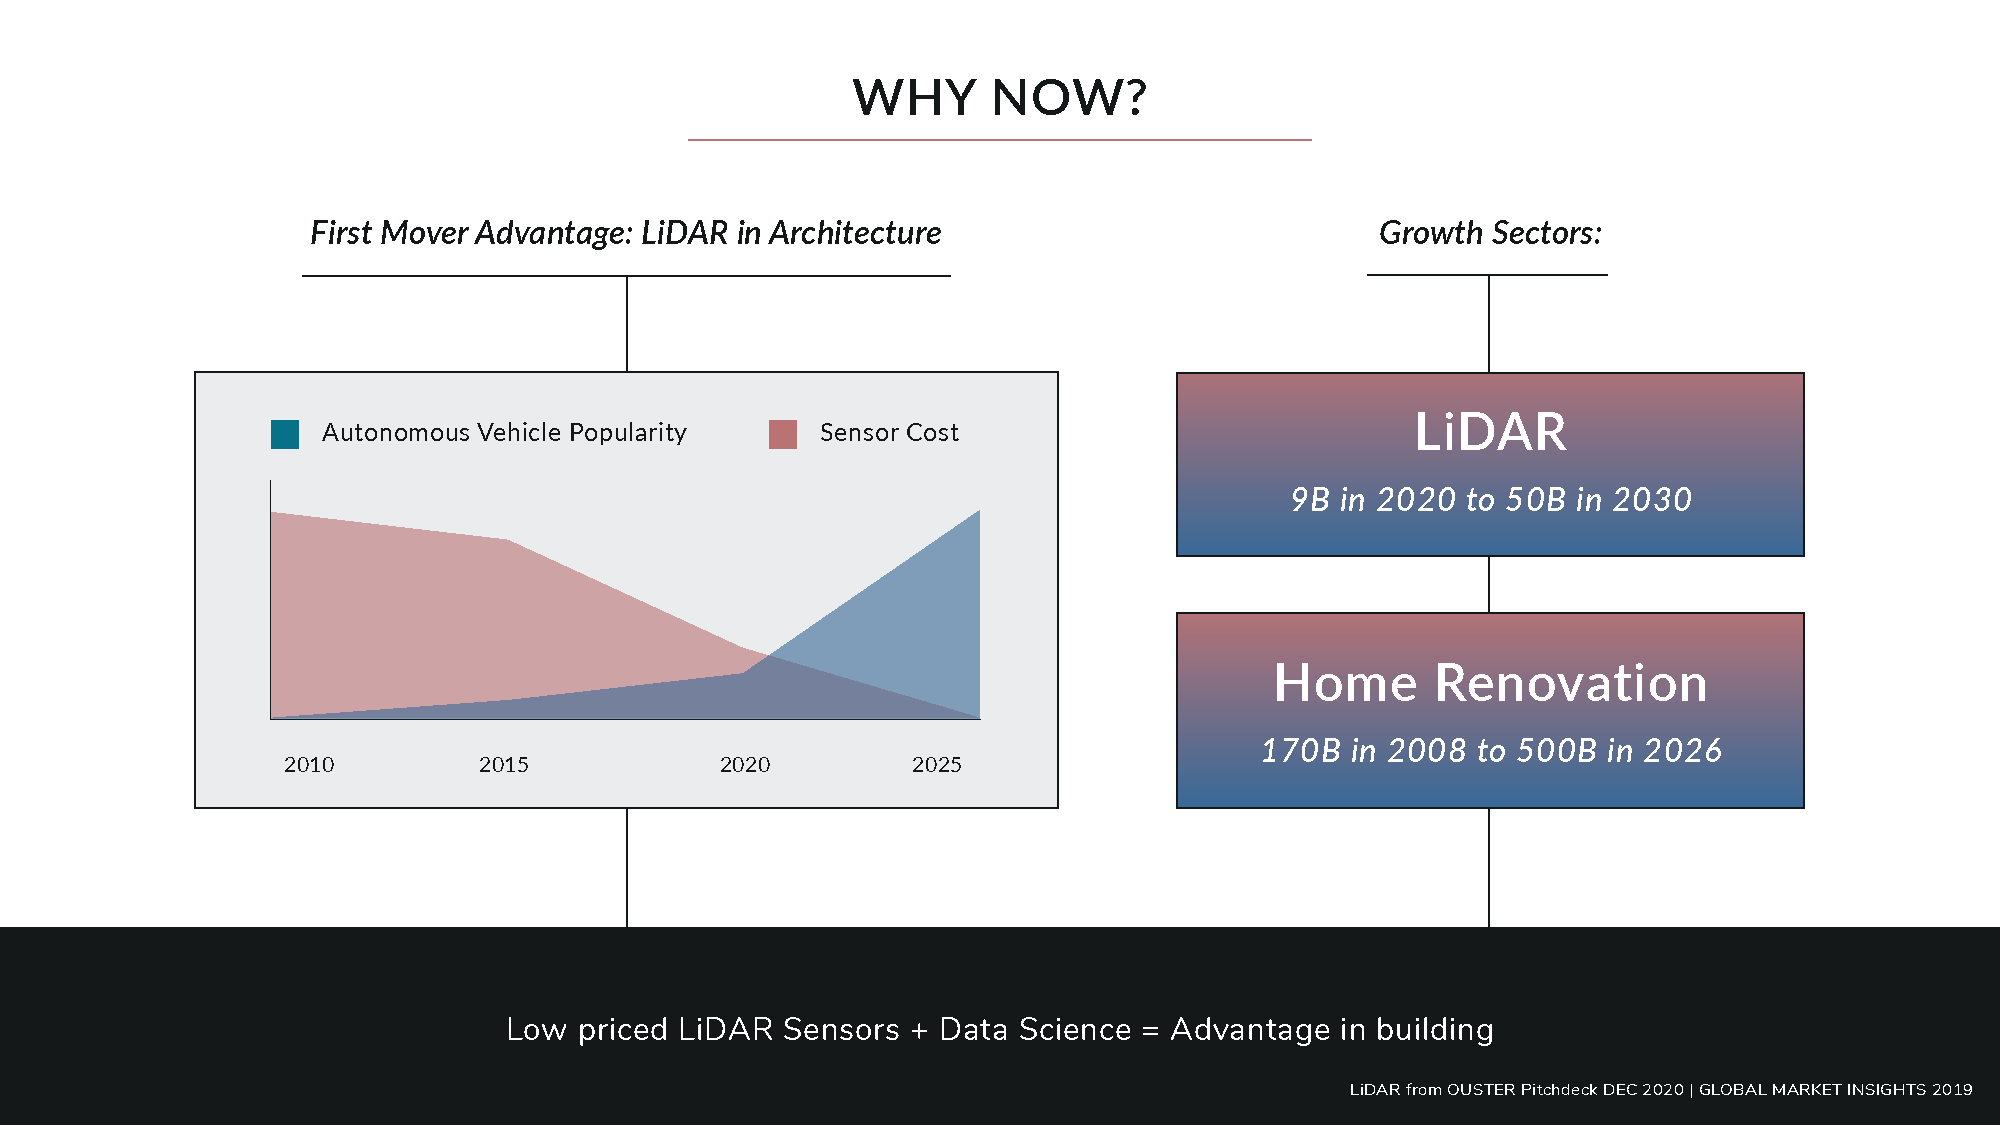 WHY NOW?
First Mover Advantage: LiDAR in Architecture
Autonomous Vehicle Popularity
Sensor Cost
2010
2015
2020
2025
Growth Sectors:
LiDAR
9B in 2020 to 50B in 2030
Home Renovation
170B in 2008 to 500B in 2026
Low priced LiDAR Sensors + Data Science = Advantage in building
LiDAR from OUSTER Pitchdeck DEC 2020 | GLOBAL MARKET INSIGHTS 2019